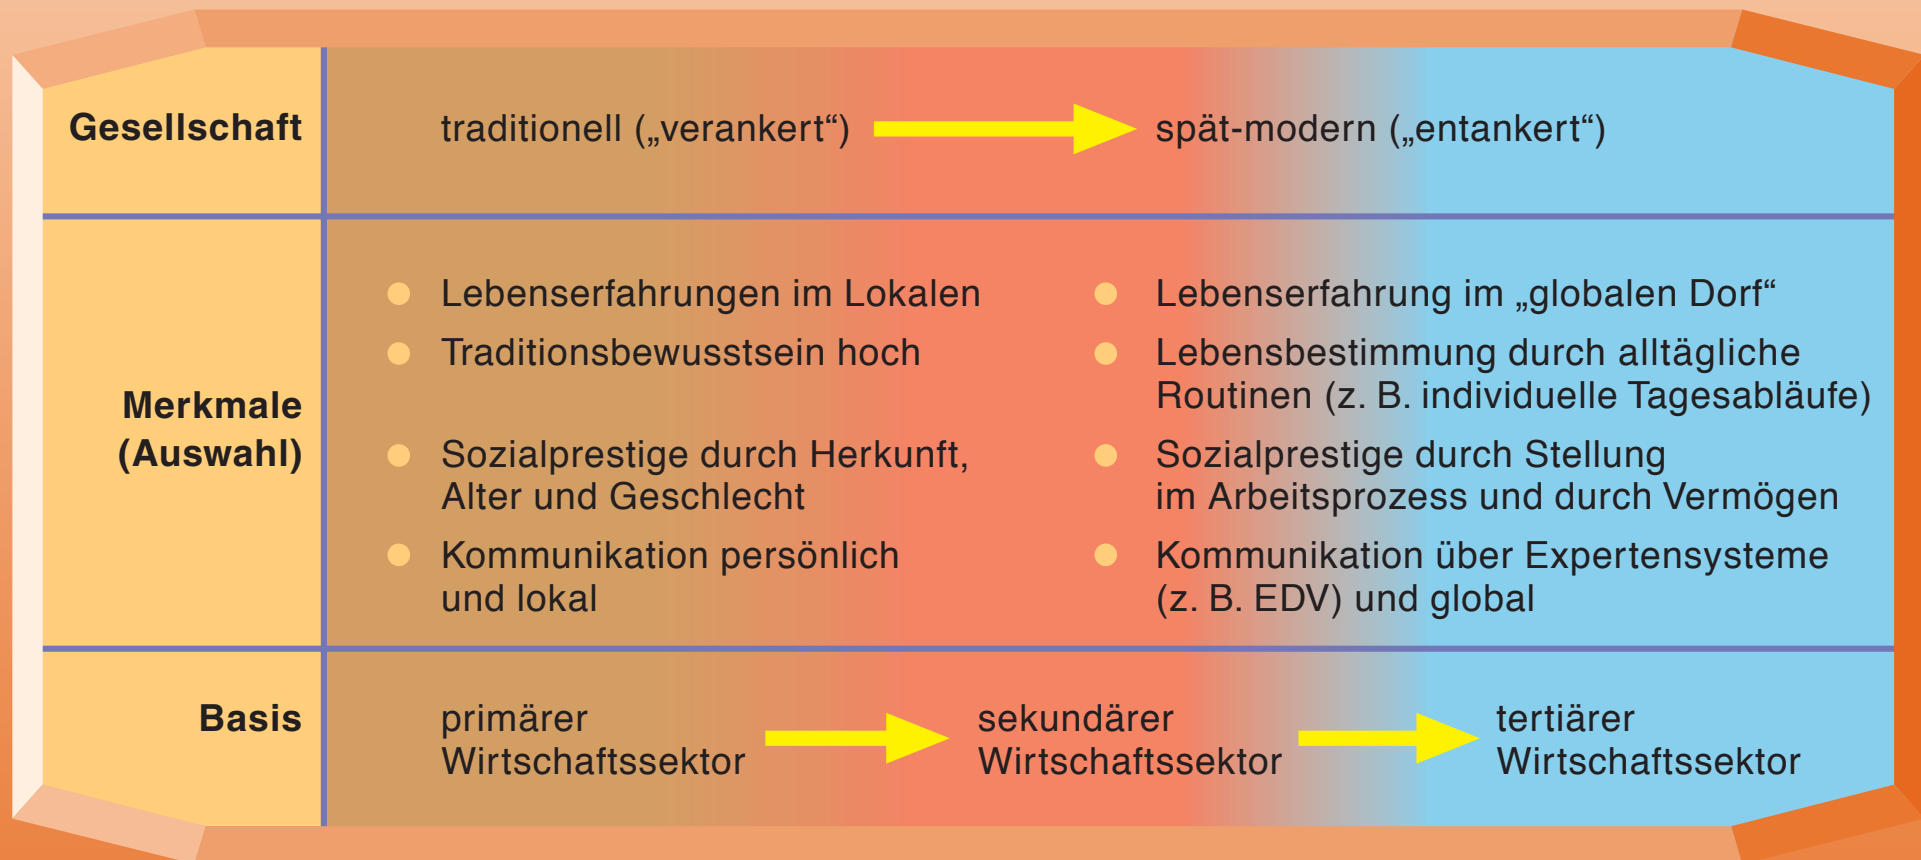 Gesellschaft
traditionell („verankert“)
spät-modern („entankert“)
Merkmale
(Auswahl)
Lebenserfahrungen im Lokalen
Traditionsbewusstsein hoch
Sozialprestige durch Herkunft,
Alter und Geschlecht
Kommunikation persönlich
und lokal
Lebenserfahrung im „globalen Dorf“
Lebensbestimmung durch alltägliche
Routinen (z. B. individuelle Tagesabläufe)
Sozialprestige durch Stellung
im Arbeitsprozess und durch Vermögen
Kommunikation über Expertensysteme
(z. B. EDV) und global
Basis
primärer
Wirtschaftssektor
sekundärer
Wirtschaftssektor
tertiärer
Wirtschaftssektor